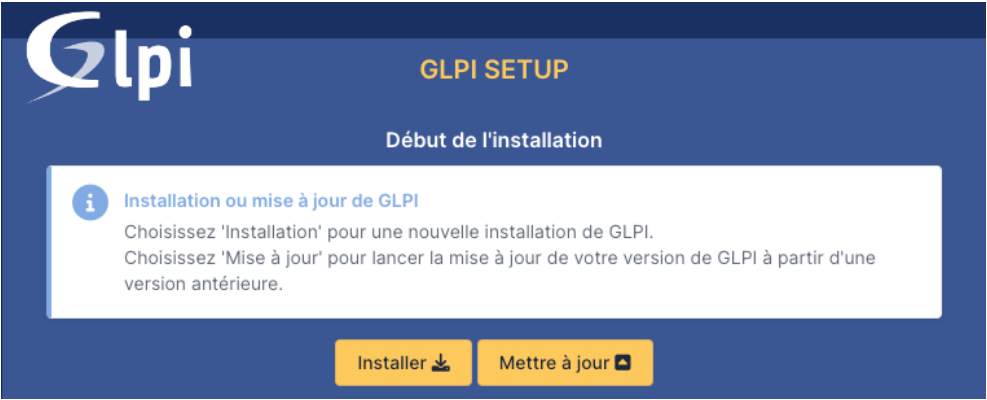 Glpi
GLPI SETUP
Début de l'installation
Installation ou mise à jour de GLPI
Choisissez 'Installation' pour une nouvelle installation de GLPI.
Choisissez 'Mise à jour' pour lancer la mise à jour de votre version de GLPI à partir d'une
version antérieure.
Installer
Mettre à jour